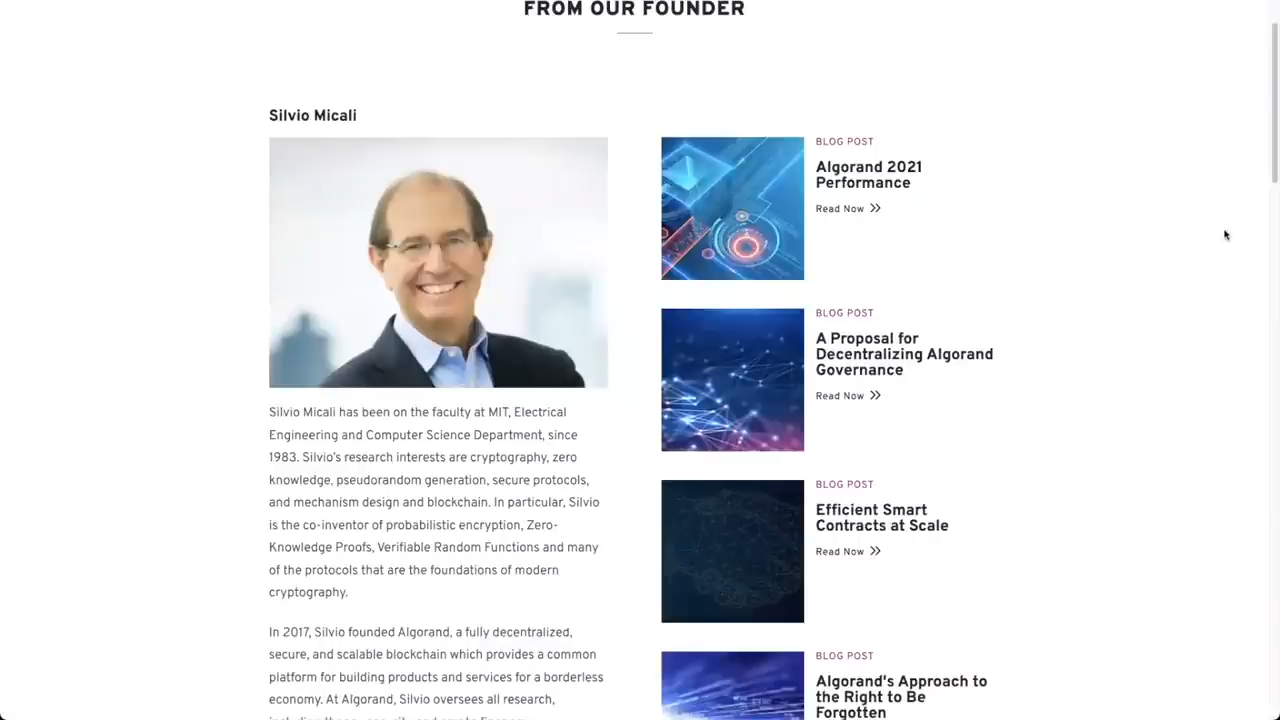 FROM OUR FOUNDER
Silvio Micali
Silvio Micali has been on the faculty at MIT, Electrical
Engineering and Computer Science Department, since
1983. Silvio's research interests are cryptography, zero
knowledge, pseudorandom generation, secure protocols,
and mechanism design and blockchain. In particular, Silvio
is the co-inventor of probabilistic encryption, Zero-
Knowledge Proofs, Verifiable Random Functions and many
of the protocols that are the foundations of modern
cryptography.
In 2017, Silvio founded Algorand, a fully decentralized,
secure, and scalable blockchain which provides a common
platform for building products and services for a borderless
economy. At Algorand, Silvio oversees all research,
BLOG POST
Algorand 2021
Performance
Read Now
BLOG POST
A Proposal for
Decentralizing Algorand
Governance
Read Now
BLOG POST
Efficient Smart
Contracts at Scale
Read Now
BLOG POST
Algorand's Approach to
the Right to Be
Forgotten